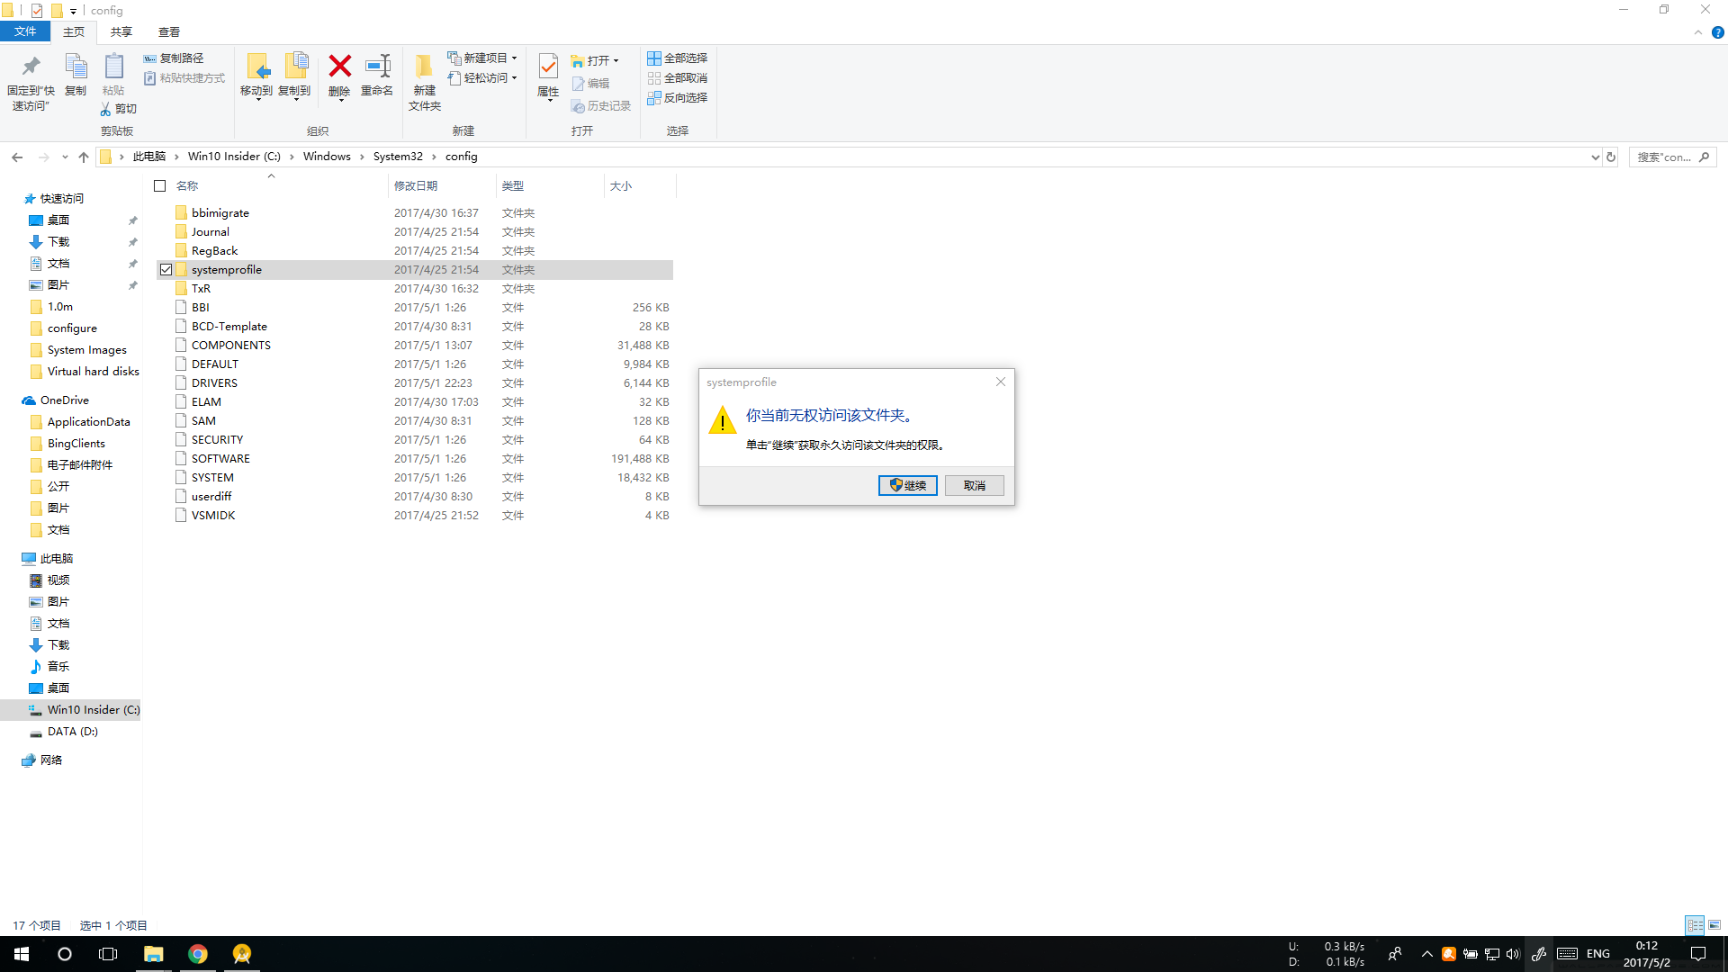 config
文件 主页 共享 查看
固定到"快速访问"
复制
粘贴
复制路径
粘贴快捷方式
剪切
剪贴板
移动到 复制到 删除 重命名
组织
新建文件夹
新建项目
轻松访问
新建
属性
打开
编辑
历史记录
打开
全部选择
全部取消
反向选择
选择
此电脑 › Win10 Insider (C:) › Windows › System32 › config
搜索"con...
名称 修改日期 类型 大小
bbimigrate 2017/4/30 16:37 文件夹
Journal 2017/4/25 21:54 文件夹
RegBack 2017/4/25 21:54 文件夹
systemprofile 2017/4/25 21:54 文件夹
TxR 2017/4/30 16:32 文件夹
BBI 2017/5/1 1:26 文件 256 KB
BCD-Template 2017/4/30 8:31 文件 28 KB
COMPONENTS 2017/5/1 13:07 文件 31,488 KB
DEFAULT 2017/5/1 1:26 文件 9,984 KB
DRIVERS 2017/5/1 22:23 文件 6,144 KB
ELAM 2017/4/30 17:03 文件 32 KB
SAM 2017/4/30 8:31 文件 128 KB
SECURITY 2017/5/1 1:26 文件 64 KB
SOFTWARE 2017/5/1 1:26 文件 191,488 KB
SYSTEM 2017/5/1 1:26 文件 18,432 KB
userdiff 2017/4/30 8:30 文件 8 KB
VSMIDK 2017/4/25 21:52 文件 4 KB
快速访问
桌面
下载
文档
图片
1.0m
configure
System Images
Virtual hard disks
OneDrive
ApplicationData
BingClients
电子邮件附件
公开
图片
文档
此电脑
视频
图片
文档
下载
音乐
桌面
Win10 Insider (C:)
DATA (D:)
网络
systemprofile
你当前无权访问该文件夹。
单击"继续"获取永久访问该文件夹的权限。
继续 取消
17 个项目 选中 1 个项目
U: 0.3 kB/s
D: 0.1 kB/s
ENG
0:12
2017/5/2